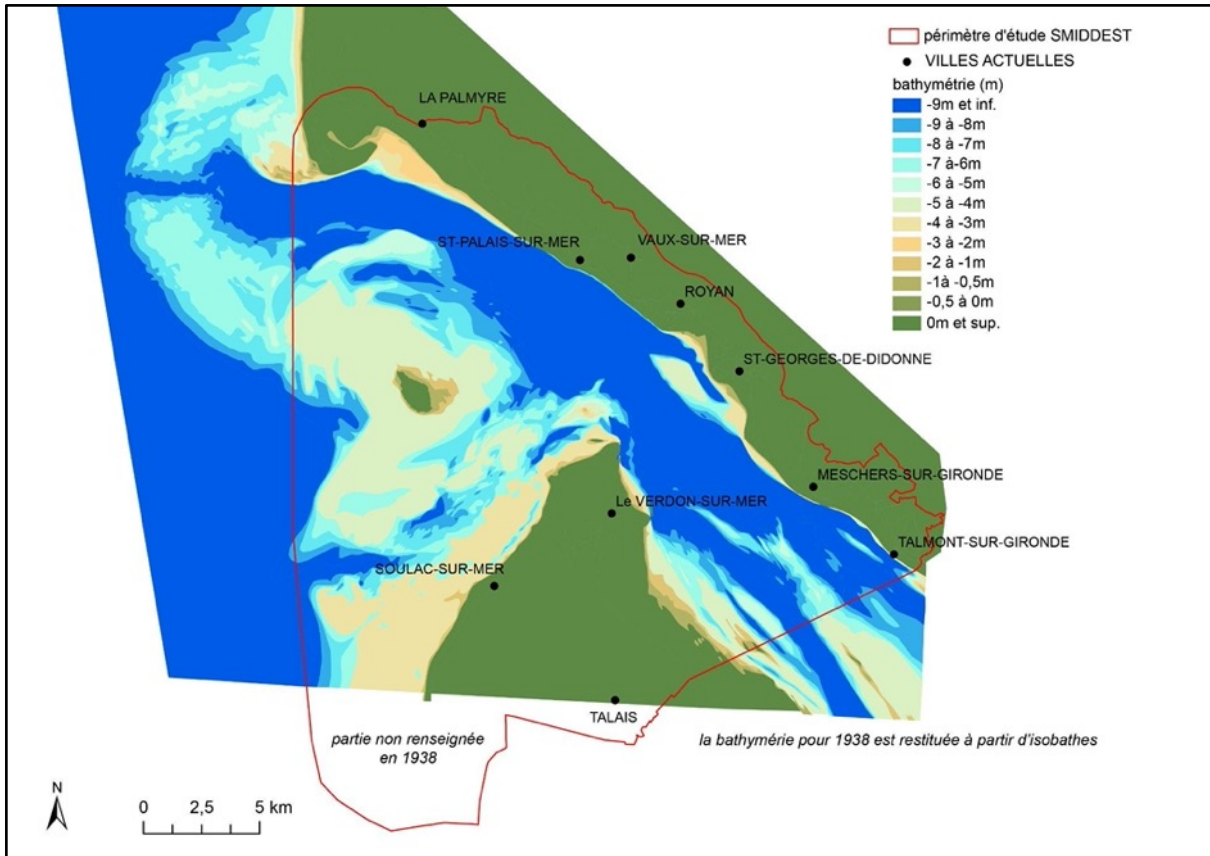 périmètre d'étude SMIDDEST
VILLES ACTUELLES
bathymétrie (m)
-9m et inf.
-9 à -8m
-8 à -7m
-7 à-6m
-6 à -5m
-5 à -4m
-4 à -3m
-3 à -2m
-2 à -1m
-1à -0,5m
-0,5 à 0m
0m et sup.
LA PALMYRE
ST-PALAIS-SUR-MER
VAUX-SUR-MER
ROYAN
ST-GEORGES-DE-DIDONNE
MESCHERS-SUR-GIRONDE
Le VERDON-SUR-MER
TALMONT-SUR-GIRONDE
SOULAC-SUR-MER
TALAIS
partie non renseignée
en 1938
la bathymérie pour 1938 est restituée à partir d'isobathes
N
0 2,5 5 km